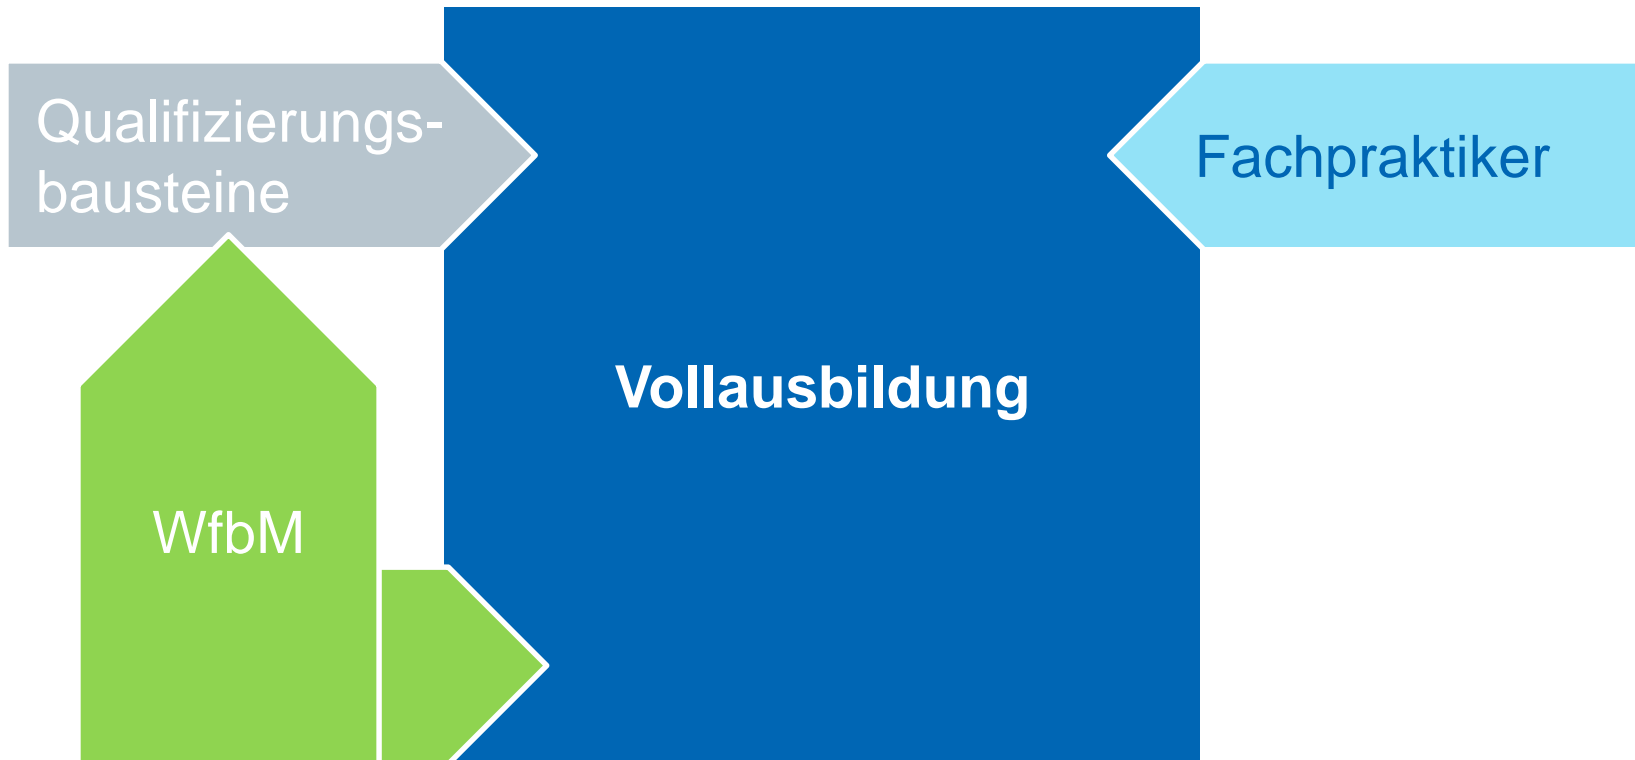 Qualifizierungs-
bausteine
Fachpraktiker
Vollausbildung
WfbM